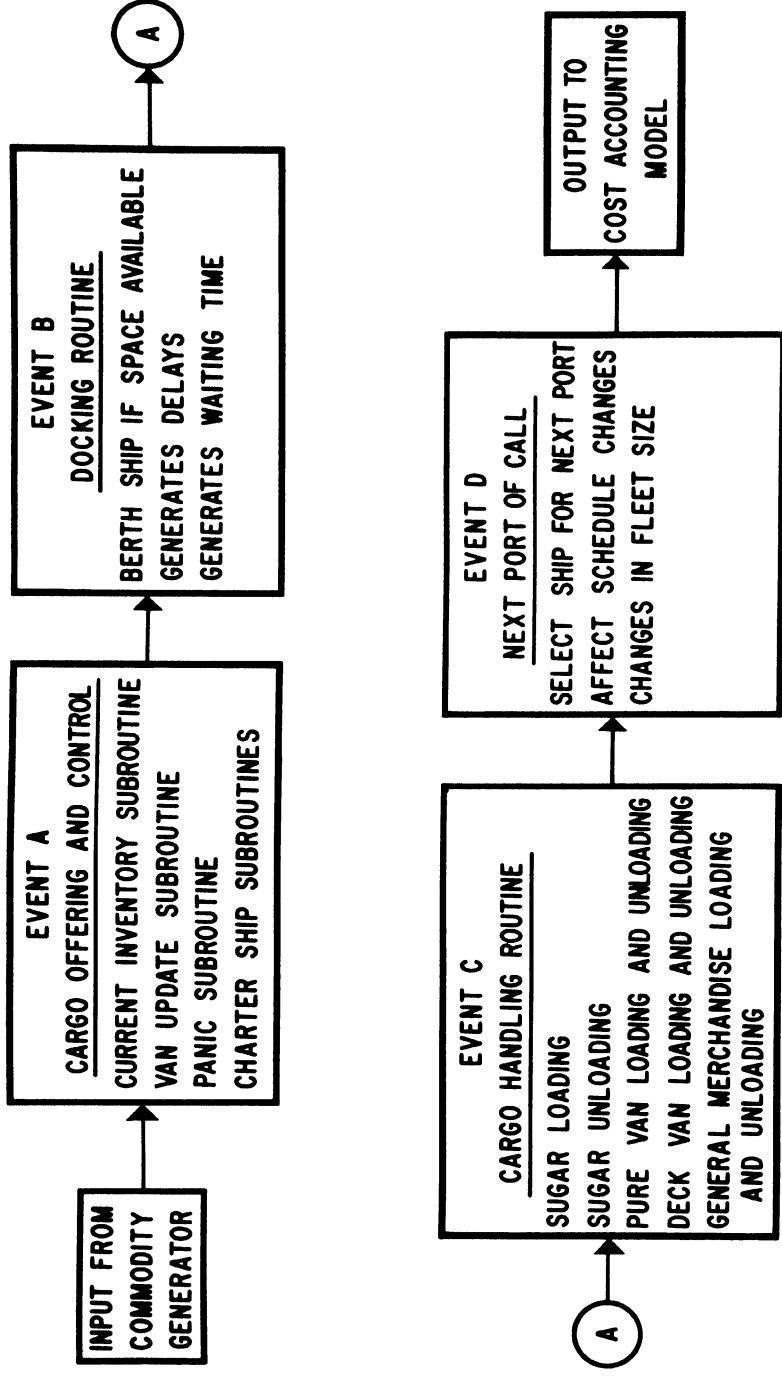 INPUT FROM
COMMODITY
GENERATOR
EVENT A
CARGO OFFERING AND CONTROL
CURRENT INVENTORY SUBROUTINE
VAN UPDATE SUBROUTINE
PANIC SUBROUTINE
CHARTER SHIP SUBROUTINES
EVENT B
DOCKING ROUTINE
BERTH SHIP IF SPACE AVAILABLE
GENERATES DELAYS
GENERATES WAITING TIME
A
A
EVENT C
CARGO HANDLING ROUTINE
SUGAR LOADING
SUGAR UNLOADING
PURE VAN LOADING AND UNLOADING
DECK VAN LOADING AND UNLOADING
GENERAL MERCHANDISE LOADING
AND UNLOADING
EVENT D
NEXT PORT OF CALL
SELECT SHIP FOR NEXT PORT
AFFECT SCHEDULE CHANGES
CHANGES IN FLEET SIZE
OUTPUT TO
COST ACCOUNTING
MODEL